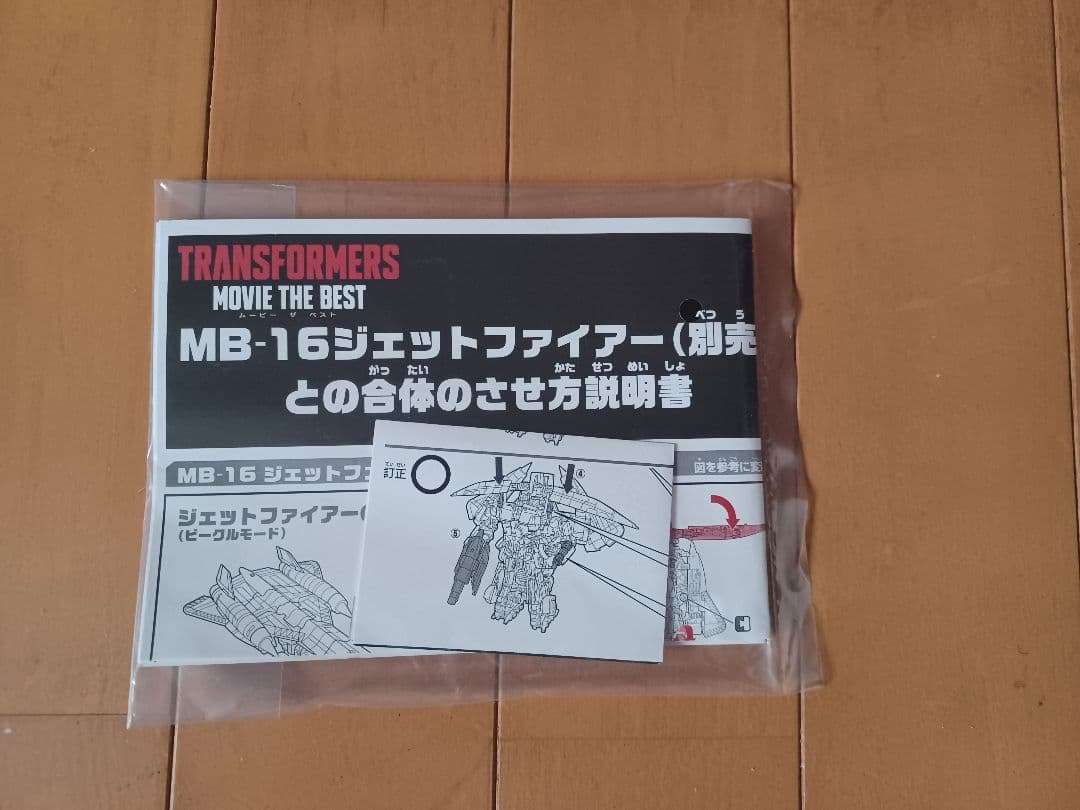 TRANSFORMERS
MOVIE THE BEST
ムービー ザ ベスト
べつ う
MB-16ジェットファイアー(別売
がっ たい かた せつ めい しょ
との合体のさせ方説明書
MB-16 ジェットファ
図を参考に変
ジェットファイアー(
(ビークルモード)
ていせい
訂正
④
⑤
C